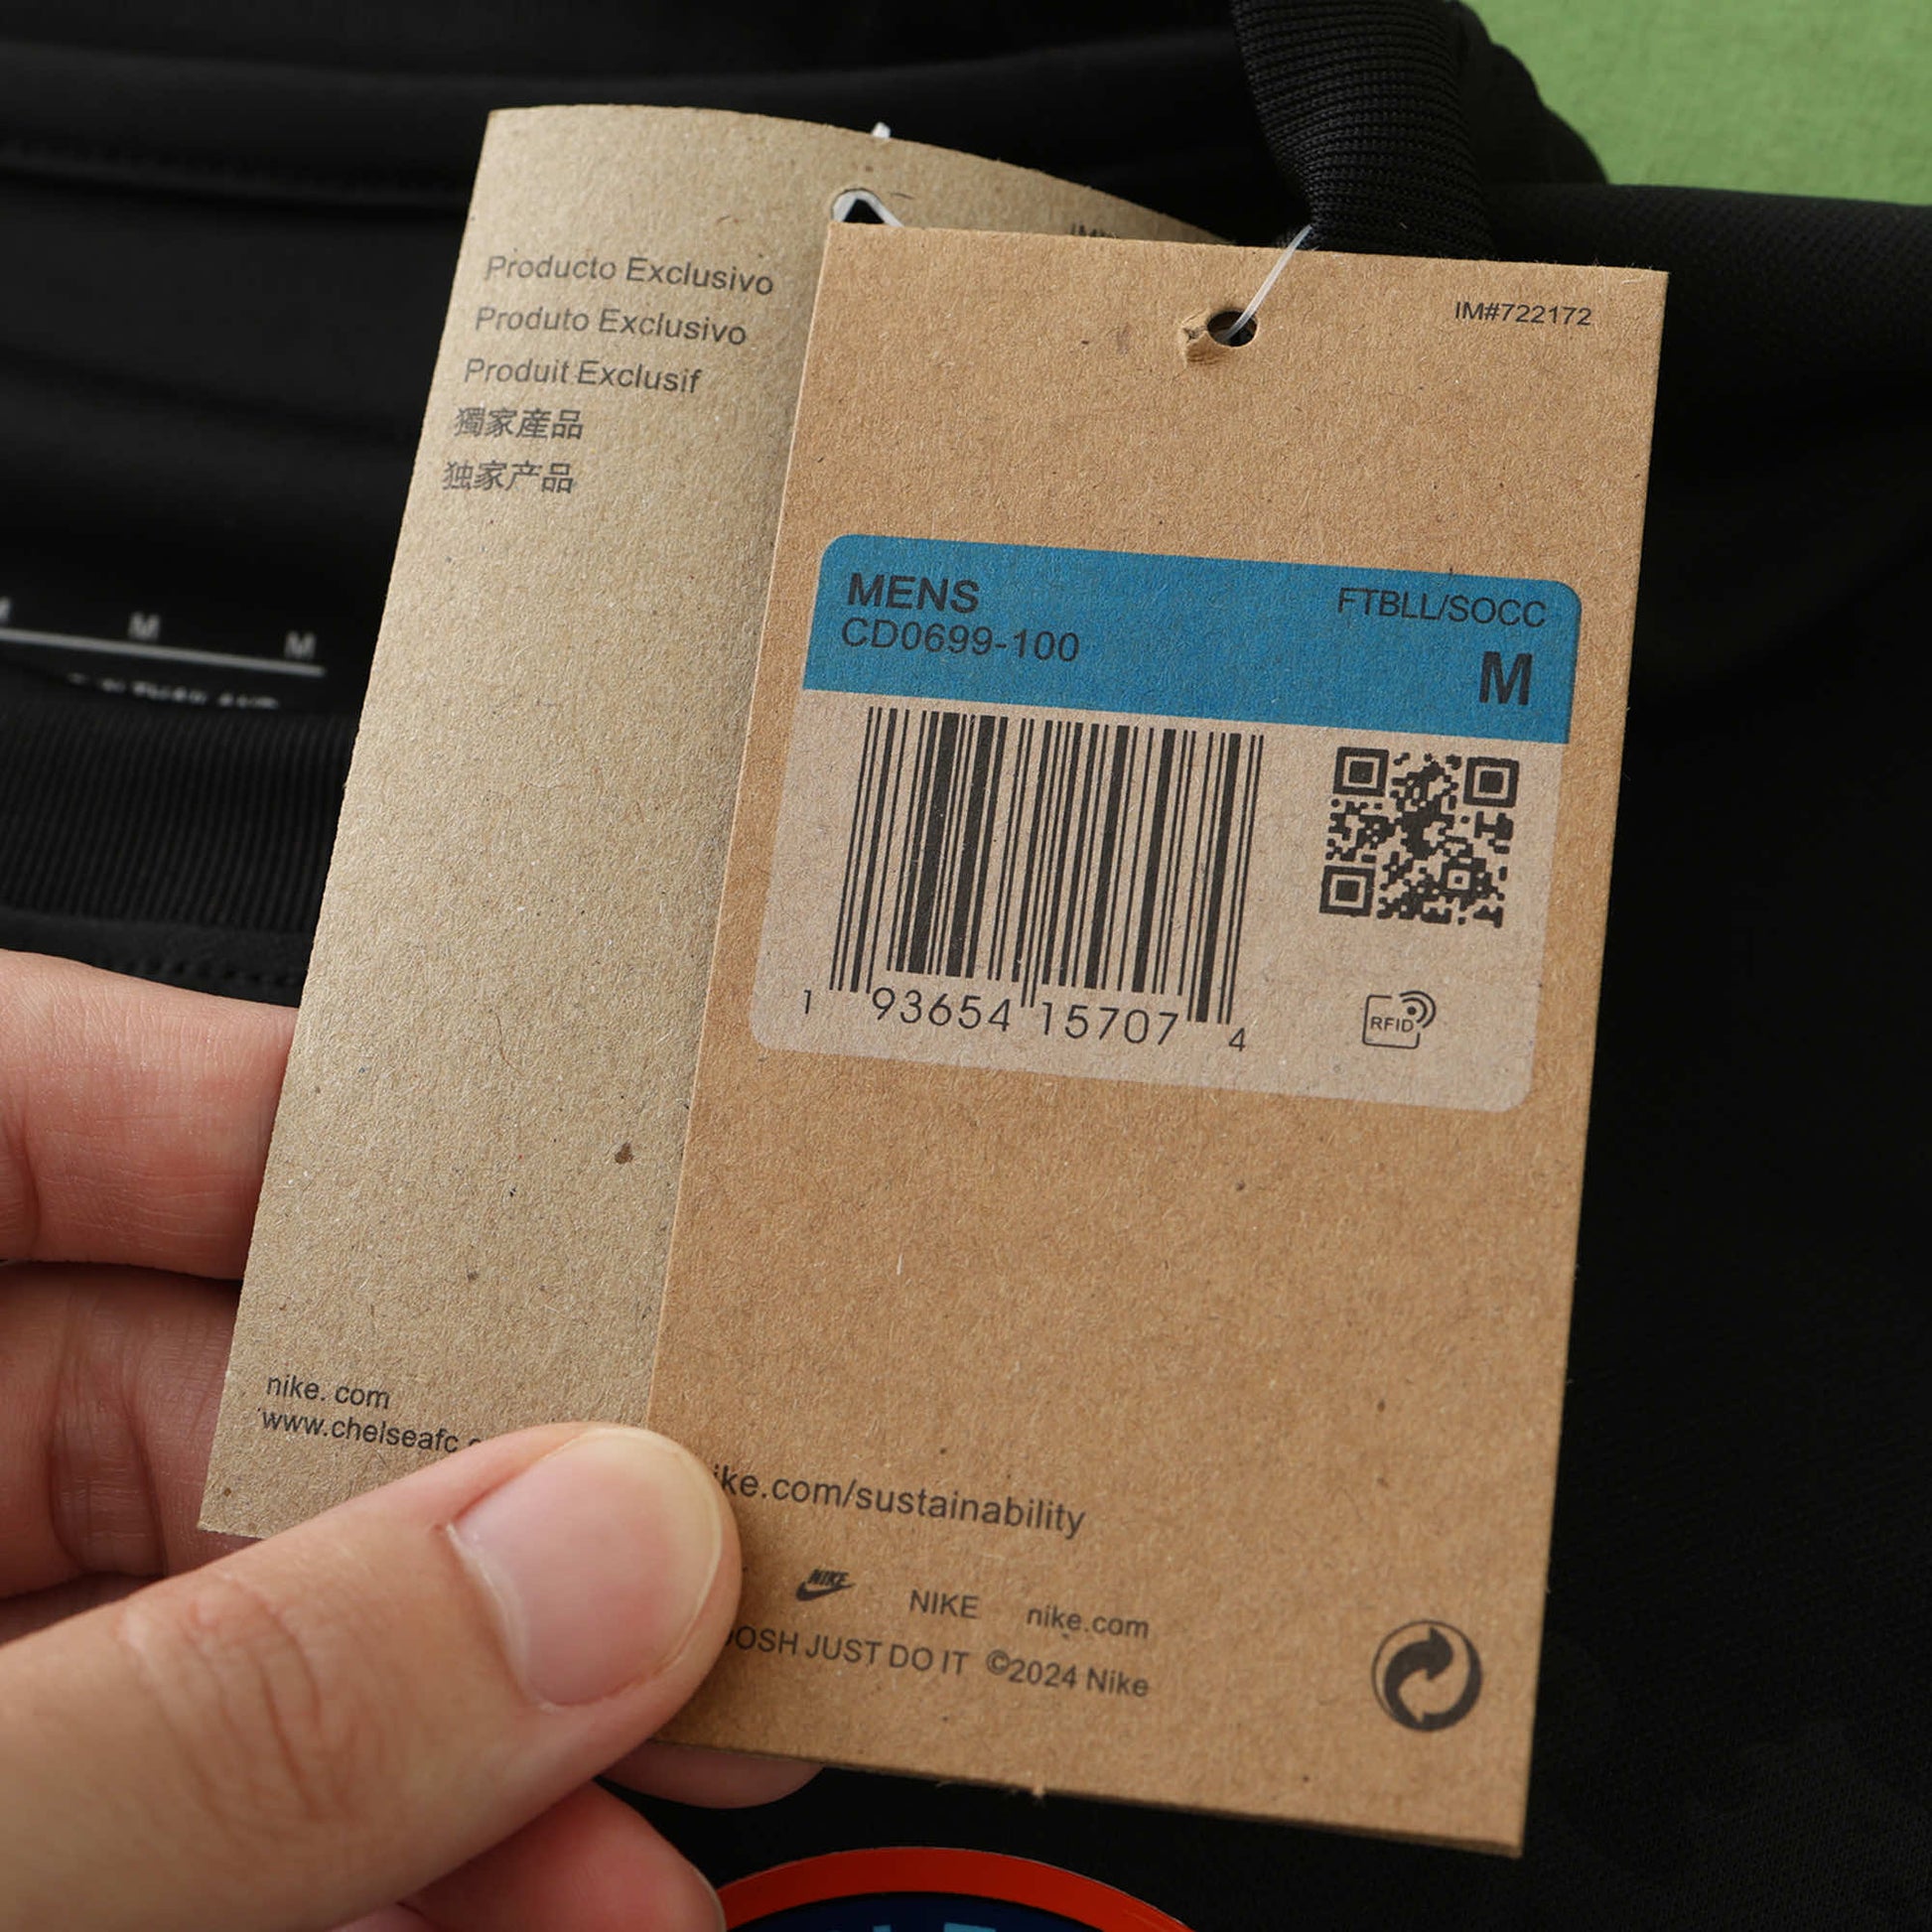 Producto Exclusivo
Produto Exclusivo
Produit Exclusif
獨家產品
独家产品
nike. com
www.chelseafc
IM#722172
MENS
FTBLL/SOCC
CD0699-100
M
1 93654 15707 4
RFID
ike.com/sustainability
NIKE
NIKE nike.com
OSH JUST DO IT ©2024 Nike
M M